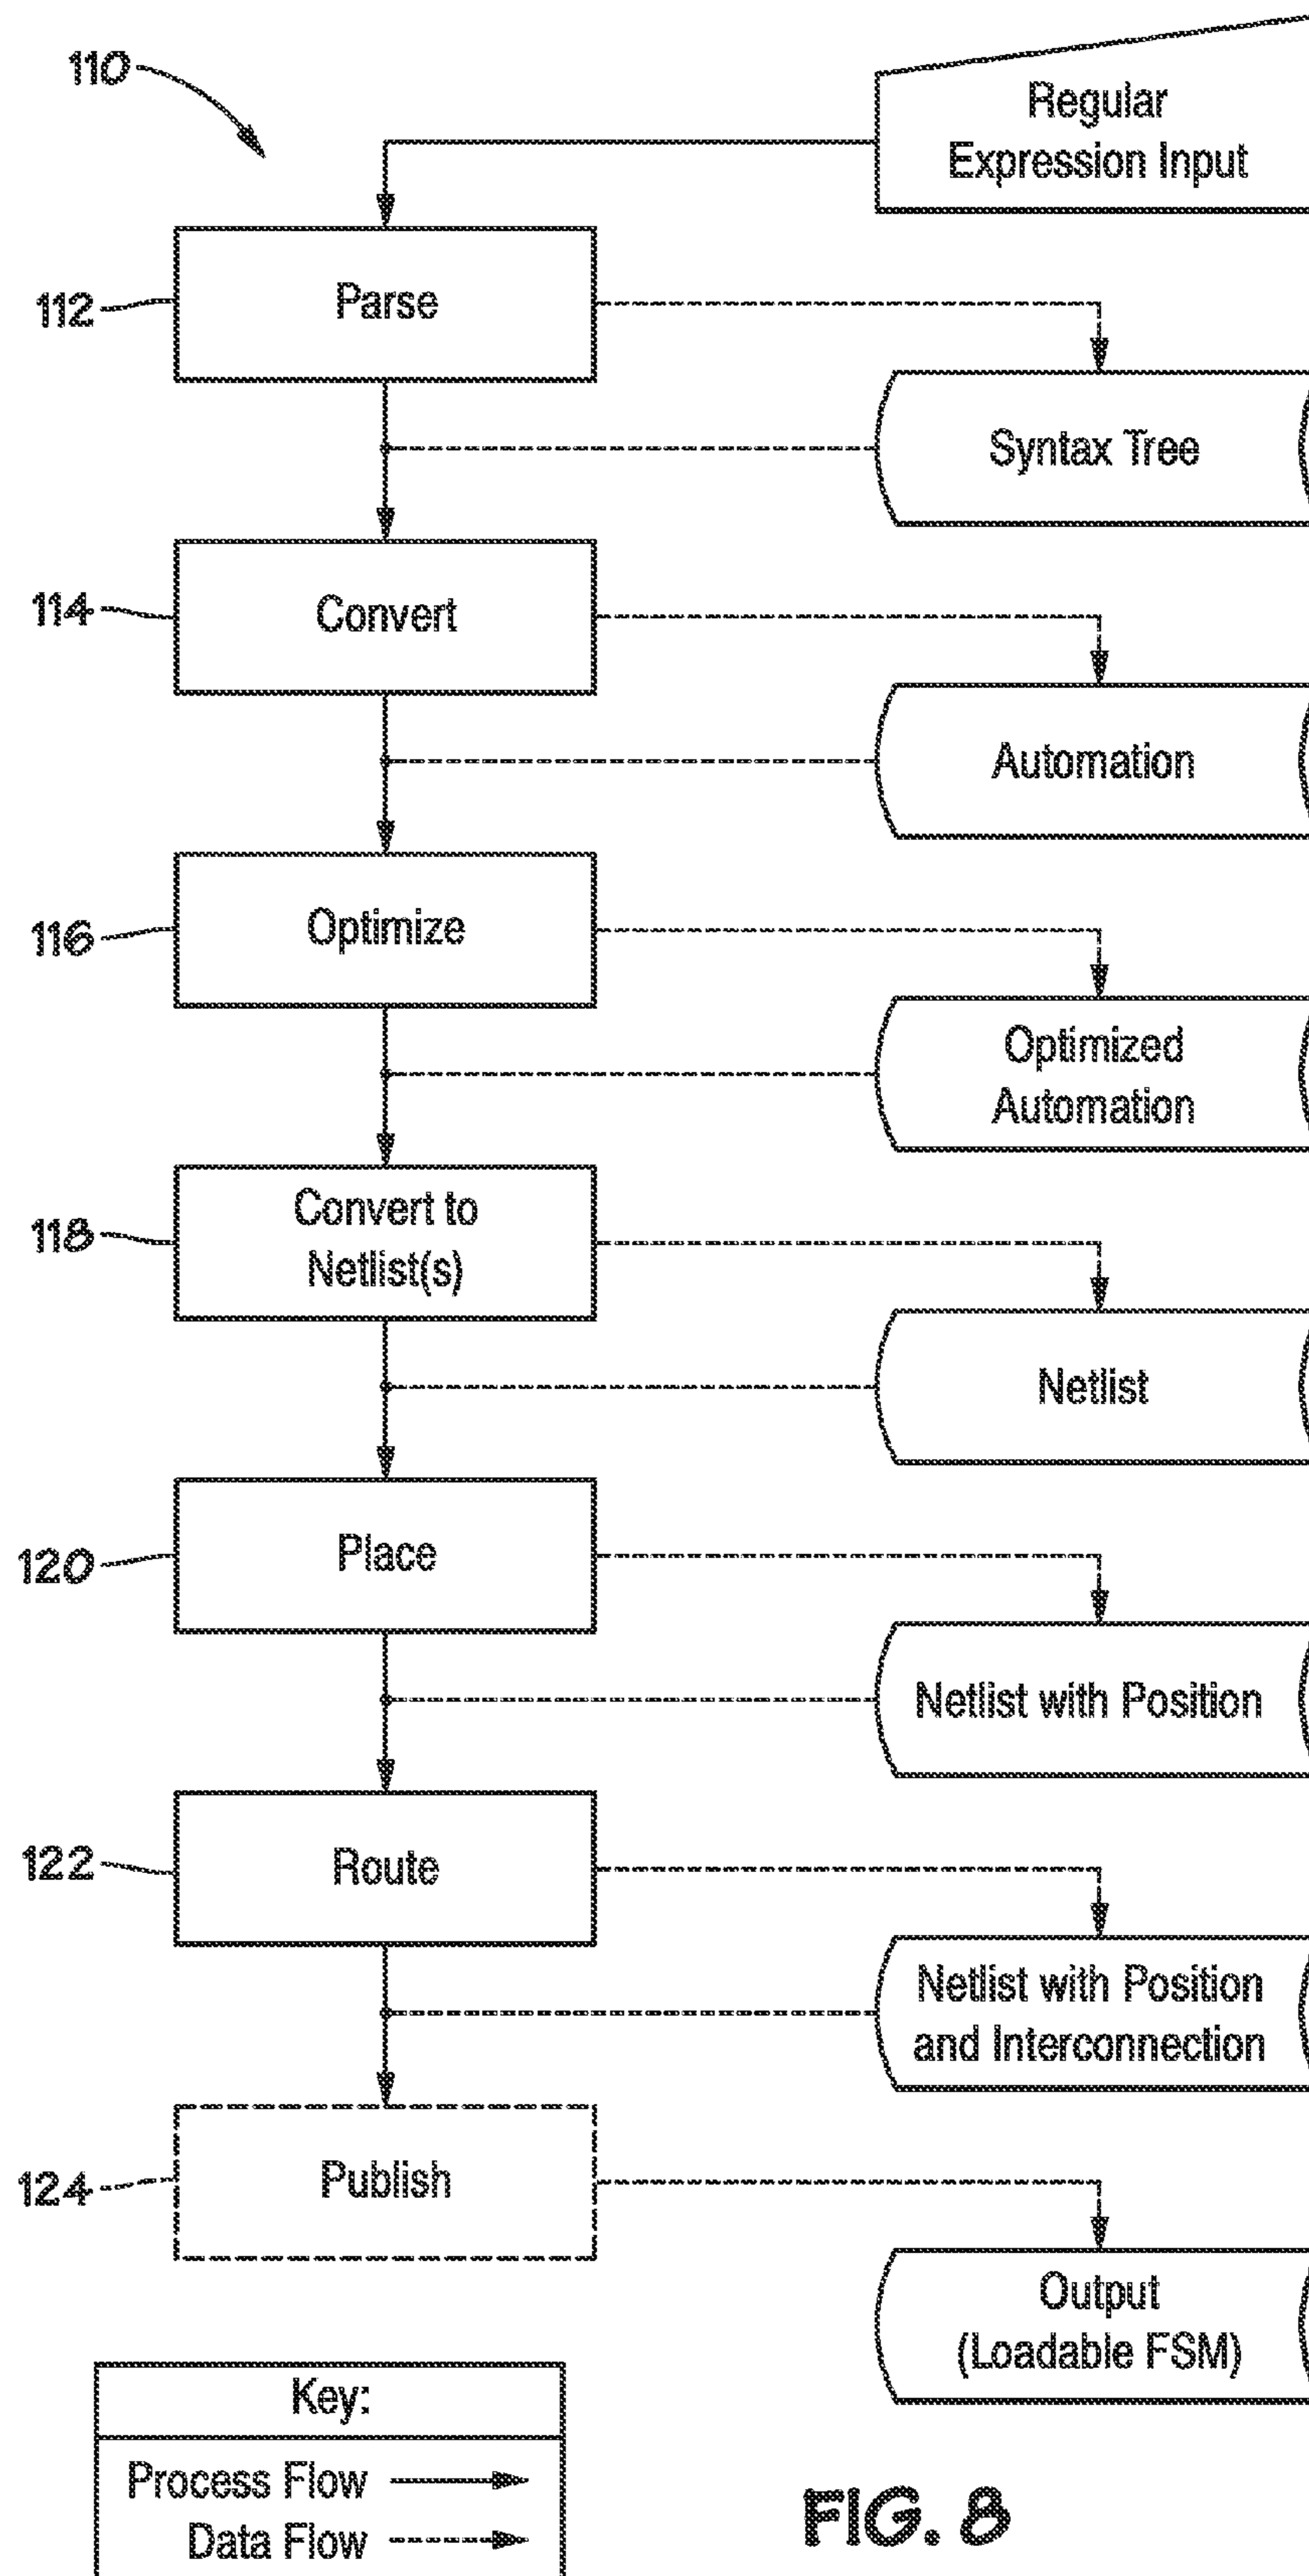 110
Regular
Expression Input
112
Parse
Syntax Tree
114
Convert
Automation
116
Optimize
Optimized
Automation
118
Convert to
Netlist(s)
Netlist
120
Place
Netlist with Position
122
Route
Netlist with Position
and Interconnection
124
Publish
Output
(Loadable FSM)
Key:
Process Flow
Data Flow
FIG. 8